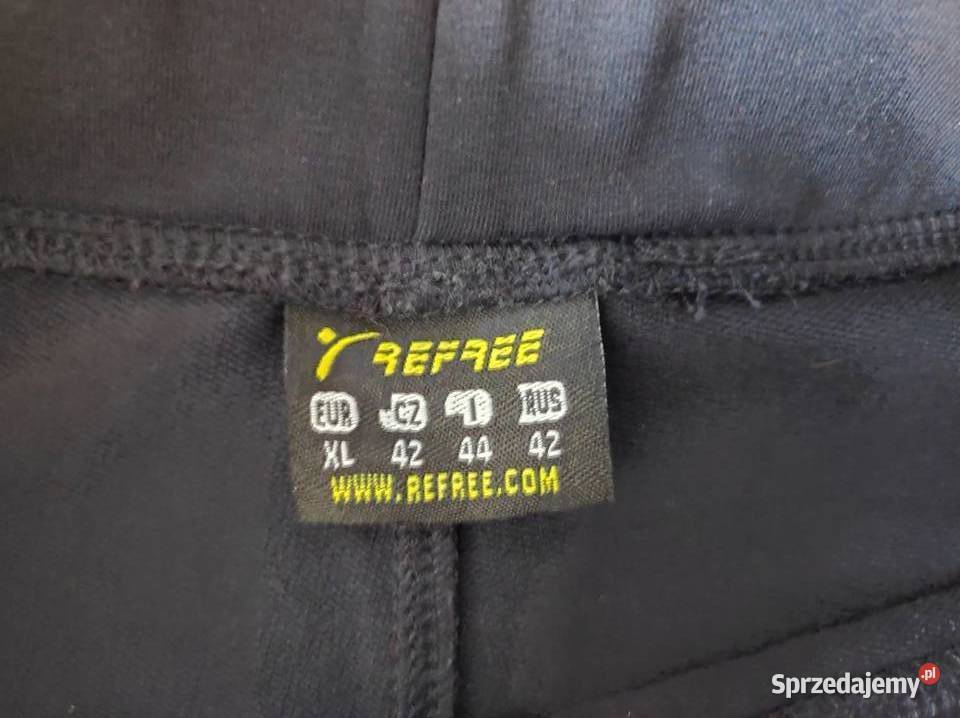 REFREE
EUR CZ I RUS
XL 42 44 42
WWW.REFREE.COM
Sprzedajemy.pl